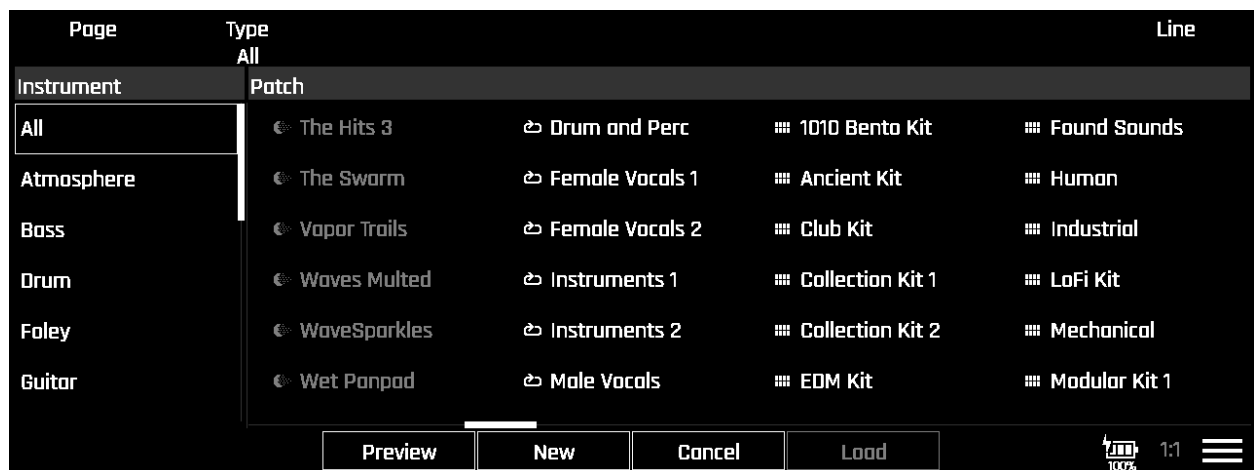 Page Type Line
All
Instrument Patch
All The Hits 3 Drum and Perc 1010 Bento Kit Found Sounds
Atmosphere The Swarm Female Vocals 1 Ancient Kit Human
Bass Vapor Trails Female Vocals 2 Club Kit Industrial
Drum Waves Multed Instruments 1 Collection Kit 1 LoFi Kit
Foley WaveSparkles Instruments 2 Collection Kit 2 Mechanical
Guitar Wet Panpad Male Vocals EDM Kit Modular Kit 1
Preview New Cancel Load 1:1
100%